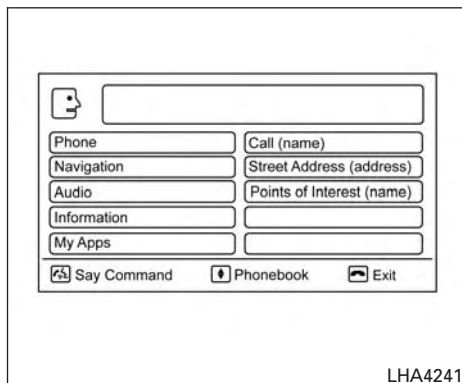 Phone
Call (name)
Navigation
Street Address (address)
Audio
Points of Interest (name)
Information
My Apps
Say Command
Phonebook
Exit
LHA4241